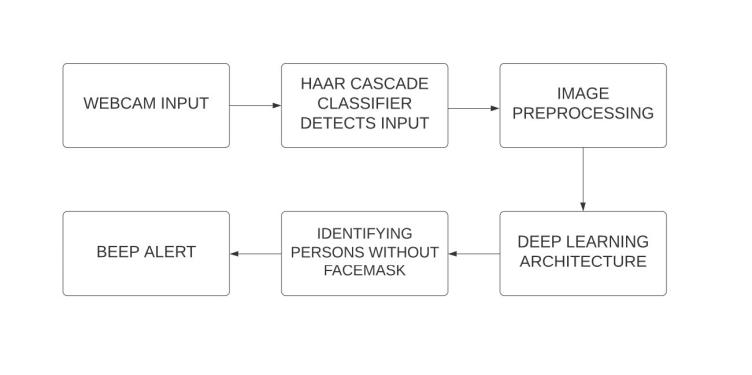 WEBCAM INPUT
HAAR CASCADE
CLASSIFIER
DETECTS INPUT
IMAGE
PREPROCESSING
DEEP LEARNING
ARCHITECTURE
IDENTIFYING
PERSONS WITHOUT
FACEMASK
BEEP ALERT